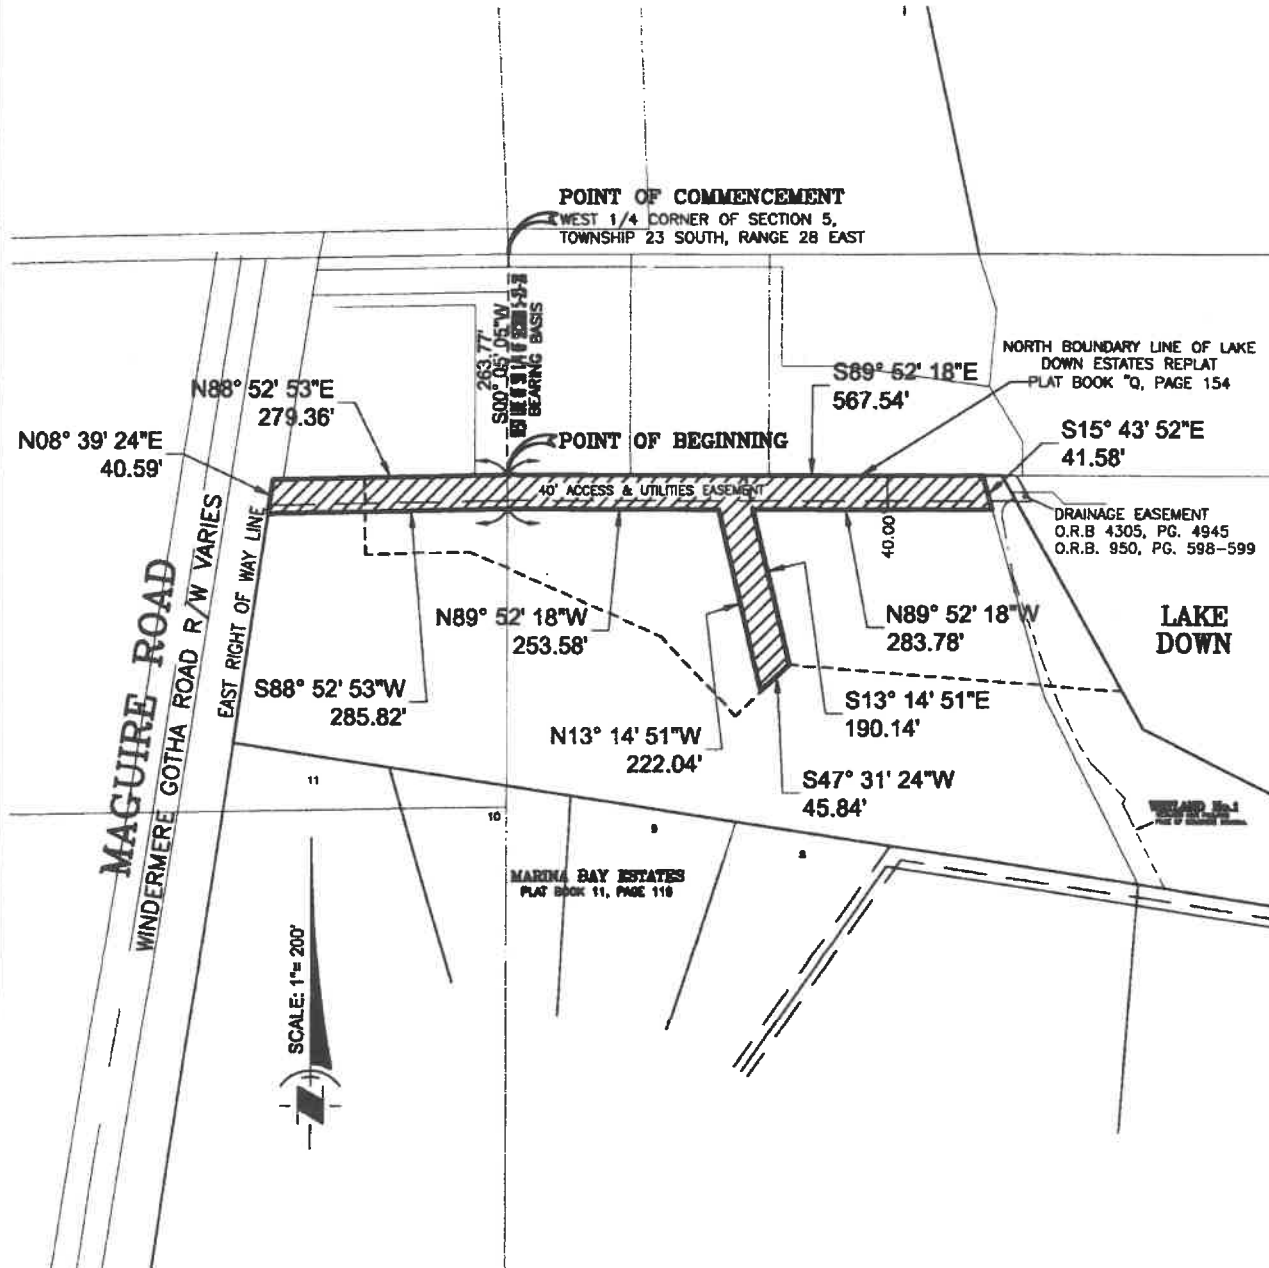 POINT OF COMMENCEMENT
WEST 1/4 CORNER OF SECTION 5,
TOWNSHIP 23 SOUTH, RANGE 28 EAST
263.77'
S00° 05' 05"W
BEARING BASIS
NORTH BOUNDARY LINE OF LAKE
DOWN ESTATES REPLAT
PLAT BOOK "Q, PAGE 154
N88° 52' 53"E
279.36'
S89° 52' 18"E
567.54'
N08° 39' 24"E
40.59'
POINT OF BEGINNING
S15° 43' 52"E
41.58'
40' ACCESS & UTILITIES EASEMENT
40.00
DRAINAGE EASEMENT
O.R.B 4305, PG. 4945
O.R.B. 950, PG. 598-599
MAGUIRE ROAD
WINDERMERE GOTHA ROAD R/W VARIES
EAST RIGHT OF WAY LINE
N89° 52' 18"W
253.58'
N89° 52' 18"W
283.78'
LAKE
DOWN
S88° 52' 53"W
285.82'
S13° 14' 51"E
190.14'
N13° 14' 51"W
222.04'
S47° 31' 24"W
45.84'
11
10
9
8
MARINA BAY ESTATES
PLAT BOOK 11, PAGE 118
SCALE: 1"= 200'